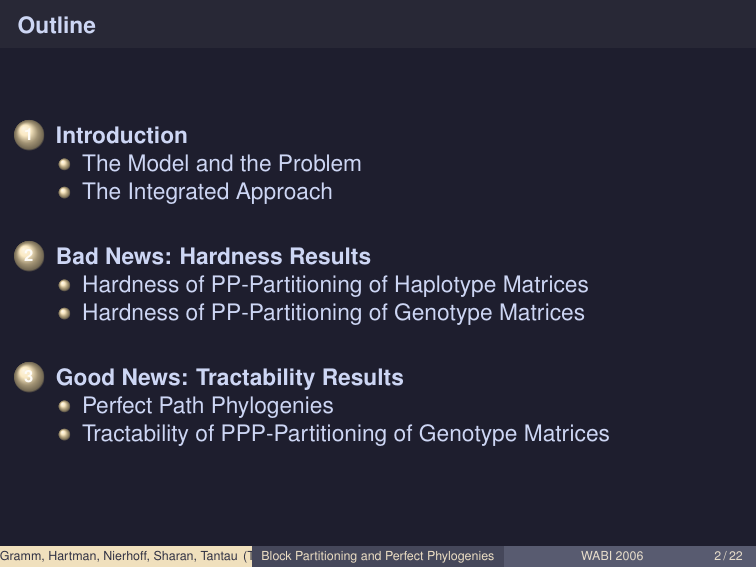 Outline
1 Introduction
The Model and the Problem
The Integrated Approach
2 Bad News: Hardness Results
Hardness of PP-Partitioning of Haplotype Matrices
Hardness of PP-Partitioning of Genotype Matrices
3 Good News: Tractability Results
Perfect Path Phylogenies
Tractability of PPP-Partitioning of Genotype Matrices
Gramm, Hartman, Nierhoff, Sharan, Tantau (T Block Partitioning and Perfect Phylogenies WABI 2006 2 / 22